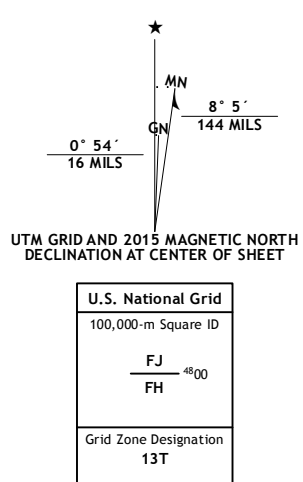 ★
MN
GN
8° 5´
144 MILS
0° 54´
16 MILS
UTM GRID AND 2015 MAGNETIC NORTH
DECLINATION AT CENTER OF SHEET
U.S. National Grid
100,000-m Square ID
FJ
4800
FH
Grid Zone Designation
13T